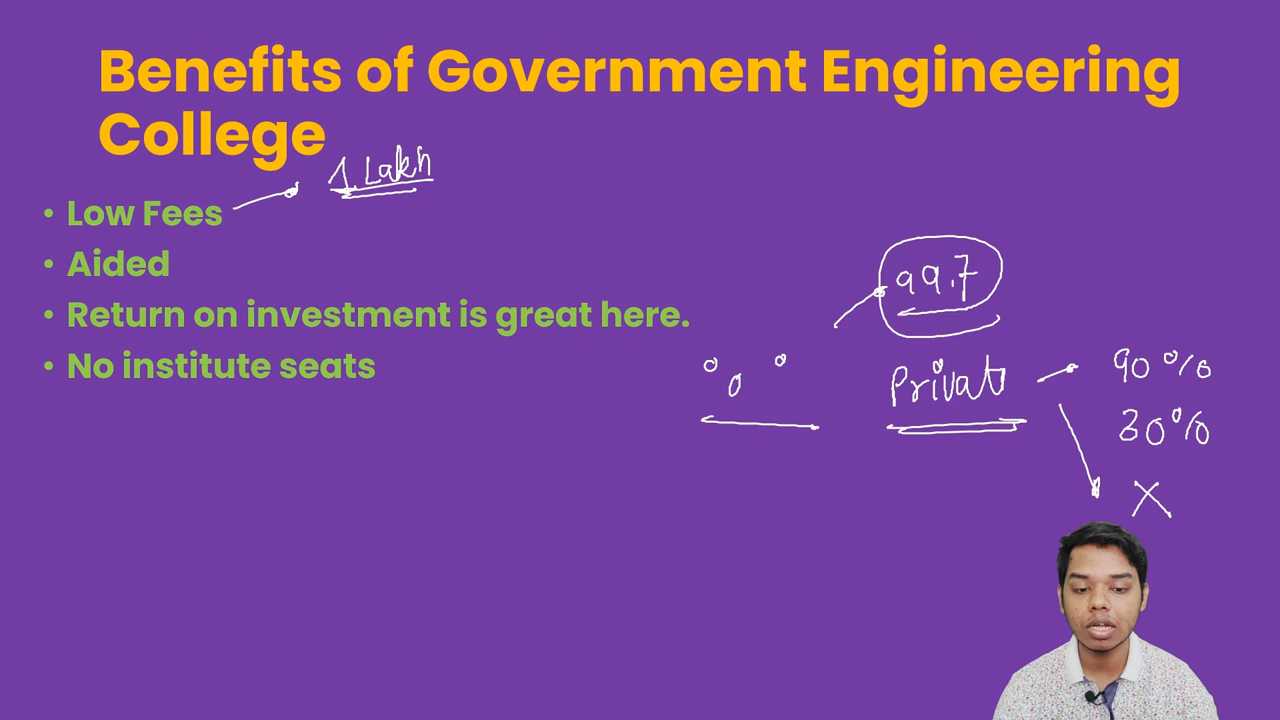 Benefits of Government Engineering
College
1 Lakh
• Low Fees
• Aided
• Return on investment is great here.
• No institute seats
99.7
Privat
90%
30%
X